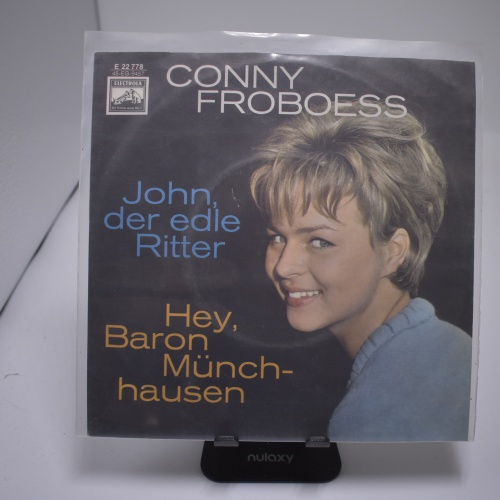 E 22 778
CONNY
FROBOESS
ELECTROLA
John,
der edle
Ritter
Hey,
Baron
Münch-
hausen
nulaxy